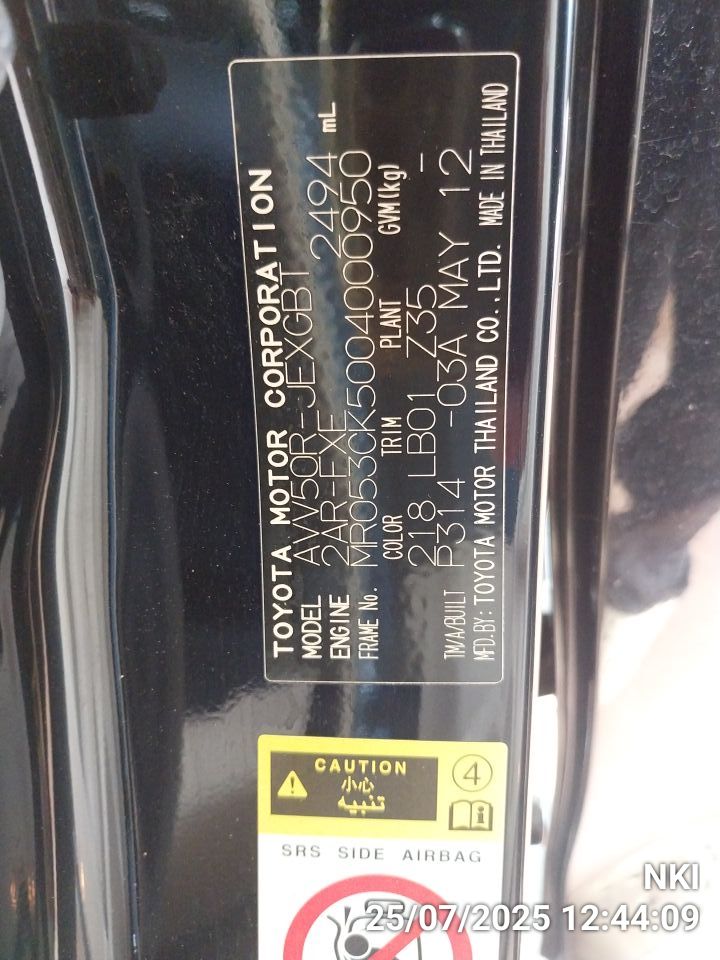 TOYOTA MOTOR CORPORATION
MODEL AVV50R-JEXGBT
ENGINE 2AR-FXE 2494 mL
FRAME No. MR053CK5004000950
COLOR TRIM PLANT GVM(kg)
218 LB01 Z35 -
TM/A/BUILT P314 -03A MAY 12
MFD.BY: TOYOTA MOTOR THAILAND CO.,LTD. MADE IN THAILAND
CAUTION
小心
تنبيه
4
i
SRS SIDE AIRBAG
NKI
25/07/2025 12:44:09